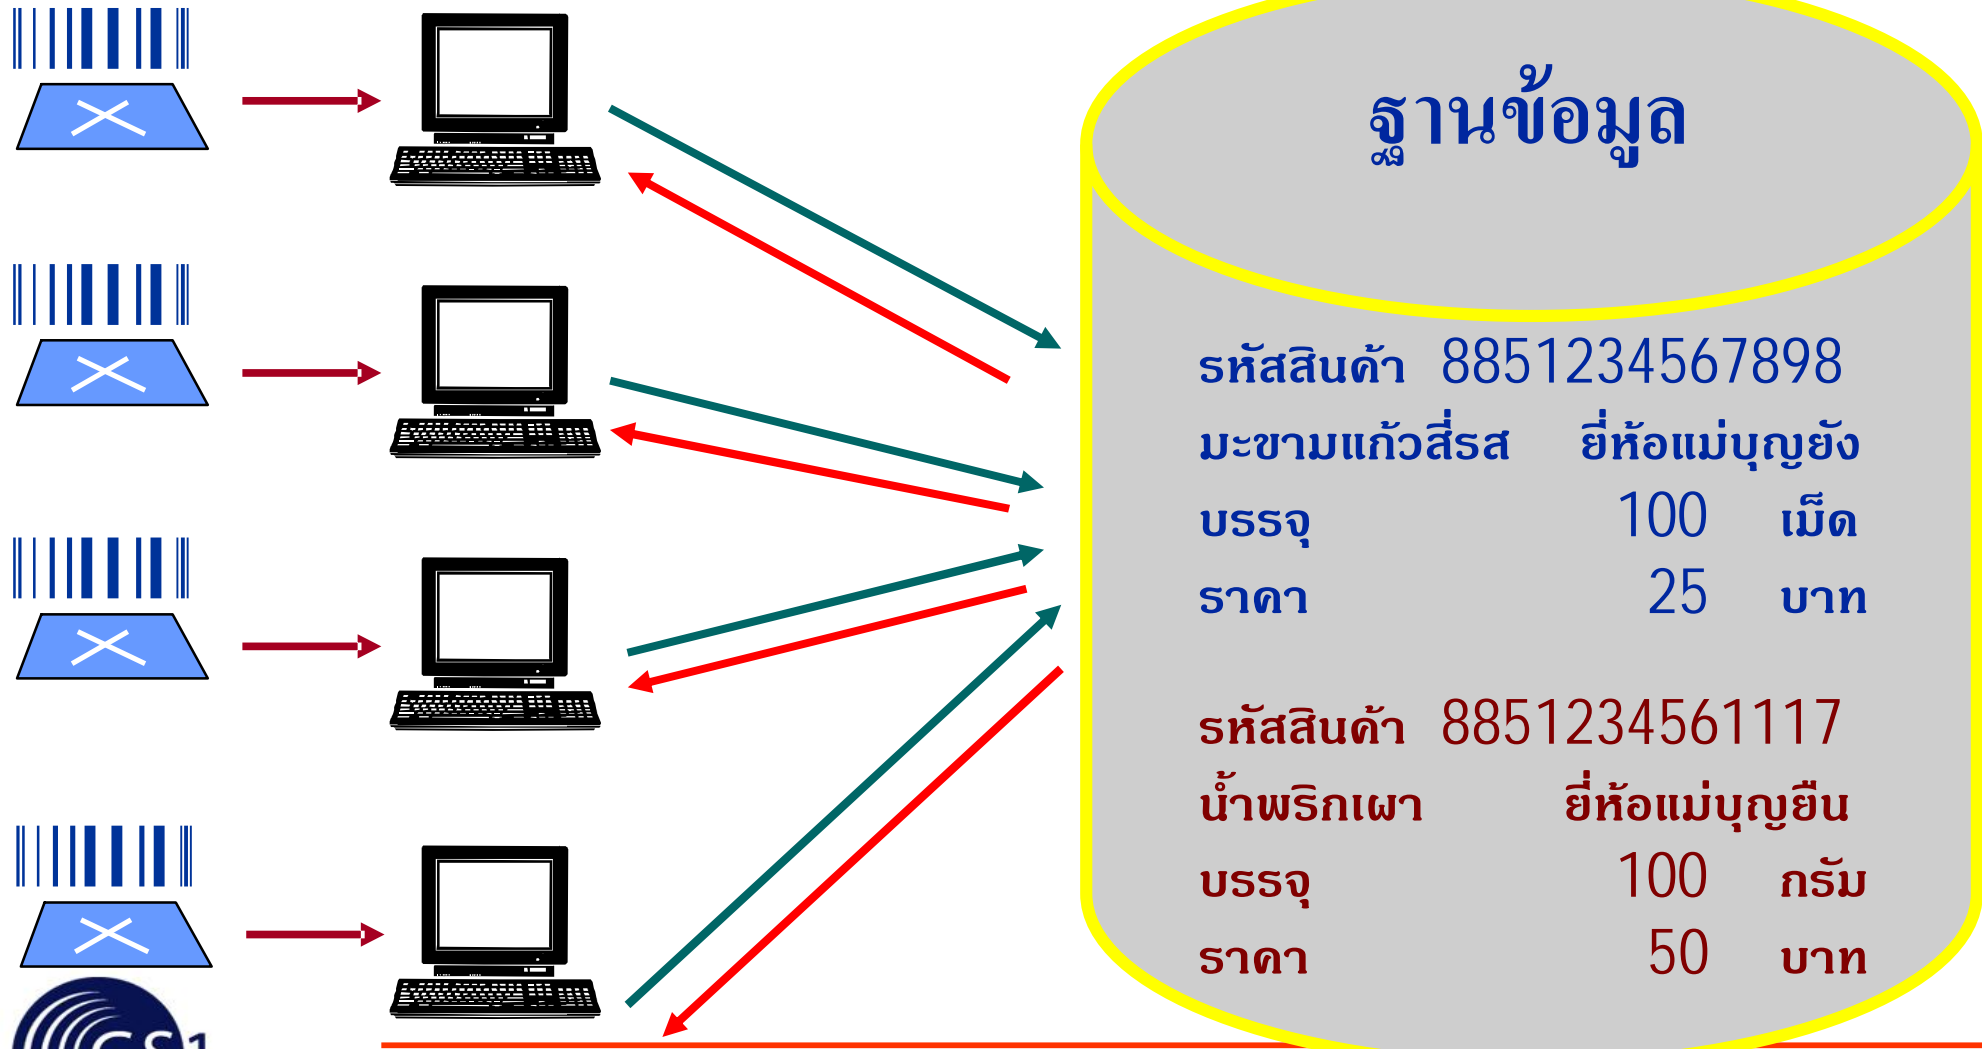 ฐานข้อมูล
รหัสสินค้า 8851234567898
มะขามแก้วสี่รส ยี่ห้อแม่บุญยัง
บรรจุ 100 เม็ด
ราคา 25 บาท
รหัสสินค้า 8851234561117
น้ำพริกเผา ยี่ห้อแม่บุญยืน
บรรจุ 100 กรัม
ราคา 50 บาท
GS1